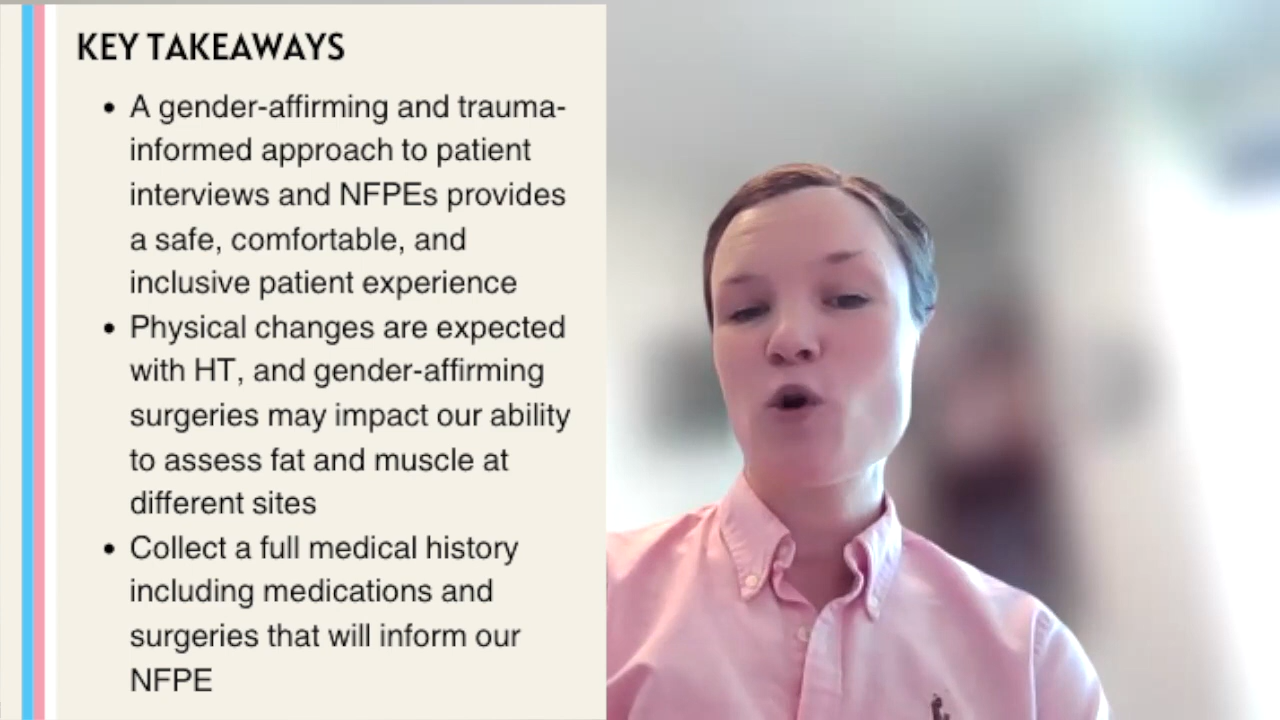 KEY TAKEAWAYS
• A gender-affirming and trauma-
informed approach to patient
interviews and NFPEs provides
a safe, comfortable, and
inclusive patient experience
• Physical changes are expected
with HT, and gender-affirming
surgeries may impact our ability
to assess fat and muscle at
different sites
• Collect a full medical history
including medications and
surgeries that will inform our
NFPE